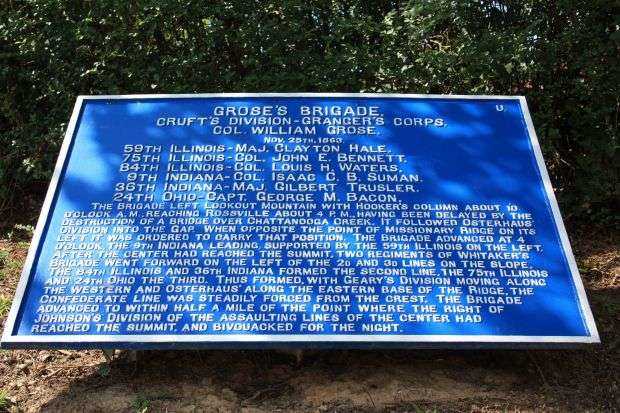 U
GROSE'S BRIGADE.
CRUFT'S DIVISION-GRANGER'S CORPS.
COL. WILLIAM GROSE.
NOV. 25TH, 1863.
59TH ILLINOIS-MAJ. CLAYTON HALE.
75TH ILLINOIS-COL. JOHN E. BENNETT.
84TH ILLINOIS-COL. LOUIS H. WATERS.
9TH INDIANA-COL. ISAAC C. B. SUMAN.
36TH INDIANA-MAJ. GILBERT TRUSLER.
24TH OHIO-CAPT. GEORGE M. BACON.
THE BRIGADE LEFT LOOKOUT MOUNTAIN WITH HOOKER'S COLUMN ABOUT 10
O'CLOCK A.M. REACHING ROSSVILLE ABOUT 4 P.M., HAVING BEEN DELAYED BY THE
DESTRUCTION OF A BRIDGE OVER CHATTANOOGA CREEK. IT FOLLOWED OSTERHAUS'
DIVISION INTO THE GAP. WHEN OPPOSITE THE POINT OF MISSIONARY RIDGE ON ITS
LEFT IT WAS ORDERED TO CARRY THAT POSITION. THE BRIGADE ADVANCED AT 4
O'CLOCK, THE 9TH INDIANA LEADING, SUPPORTED BY THE 59TH ILLINOIS ON THE LEFT.
AFTER THE CENTER HAD REACHED THE SUMMIT, TWO REGIMENTS OF WHITAKER'S
BRIGADE WENT FORWARD ON THE LEFT OF THE 2D AND 3D LINES ON THE SLOPE.
THE 84TH ILLINOIS AND 36TH INDIANA FORMED THE SECOND LINE, THE 75TH ILLINOIS
AND 24TH OHIO THE THIRD. THUS FORMED, WITH GEARY'S DIVISION MOVING ALONG
THE WESTERN AND OSTERHAUS' ALONG THE EASTERN BASE OF THE RIDGE, THE
CONFEDERATE LINE WAS STEADILY FORCED FROM THE CREST. THE BRIGADE
ADVANCED TO WITHIN HALF A MILE OF THE POINT WHERE THE RIGHT OF
JOHNSON'S DIVISION OF THE ASSAULTING LINES OF THE CENTER HAD
REACHED THE SUMMIT, AND BIVOUACKED FOR THE NIGHT.